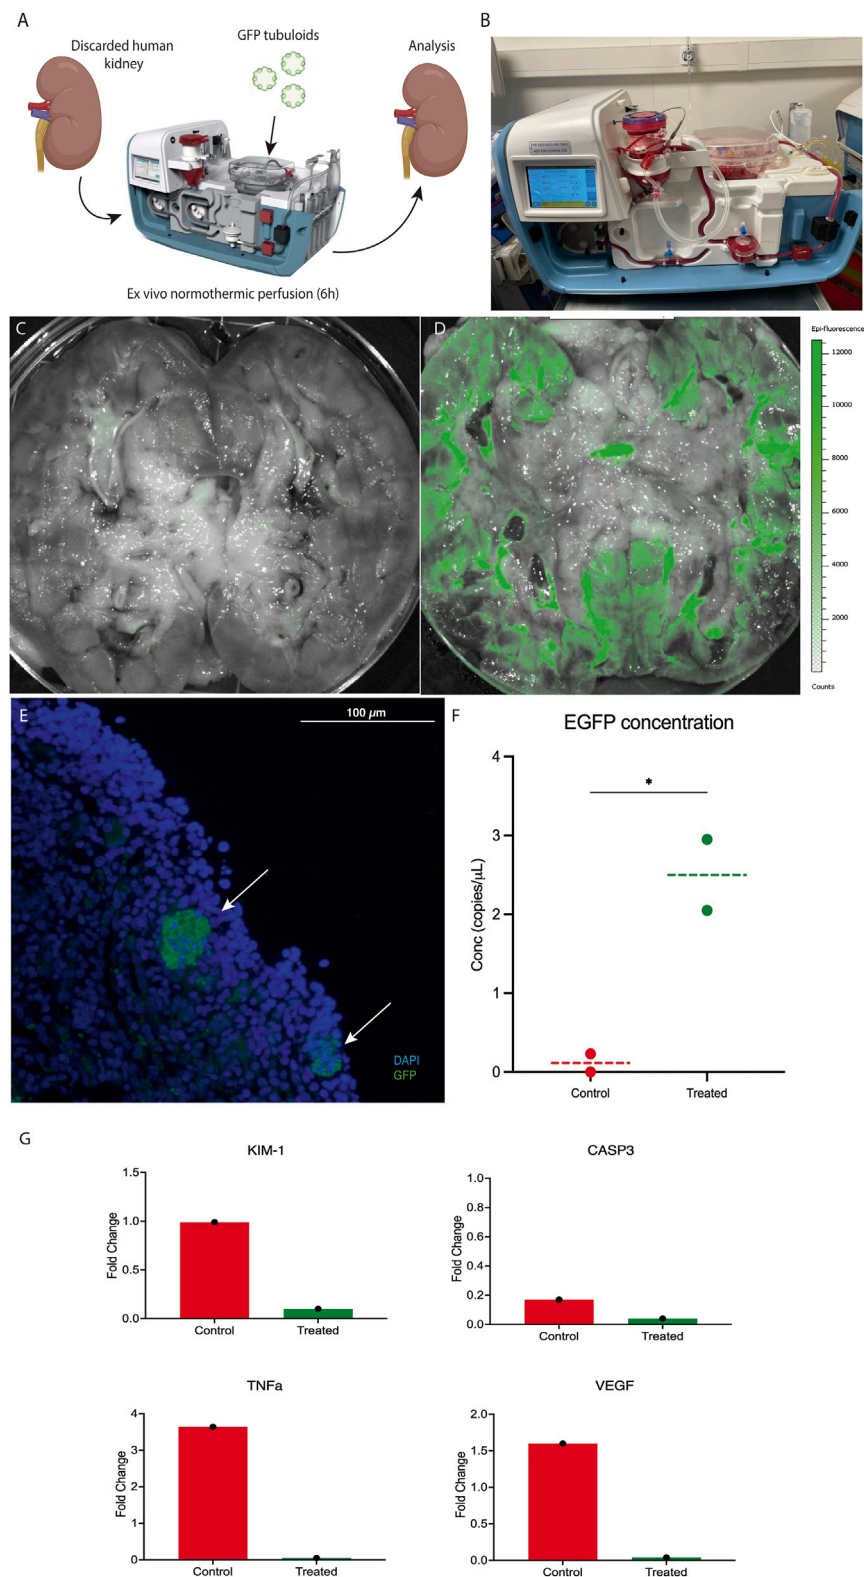 A
Discarded human
kidney
GFP tubuloids
Analysis
Ex vivo normothermic perfusion (6h)
B
C
D
Epi-fluorescence
12000
10000
8000
6000
4000
2000
Counts
E
100 µm
DAPI
GFP
F
EGFP concentration
Conc (copies/µL)
4
3
2
1
0
*
Control
Treated
G
KIM-1
Fold Change
1.5
1.0
0.5
0.0
Control
Treated
CASP3
Fold Change
1.0
0.8
0.6
0.4
0.2
0.0
Control
Treated
TNFa
Fold Change
4
3
2
1
0
Control
Treated
VEGF
Fold Change
2.0
1.5
1.0
0.5
0.0
Control
Treated